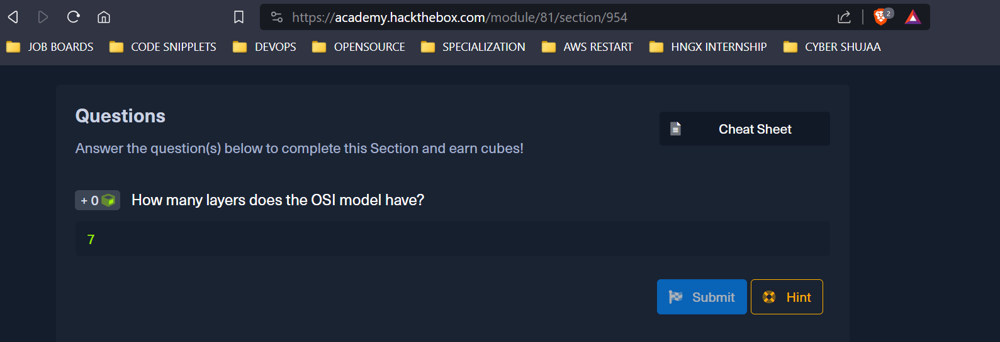 https://academy.hackthebox.com/module/81/section/954
2
JOB BOARDS CODE SNIPPLETS DEVOPS OPENSOURCE SPECIALIZATION AWS RESTART HNGX INTERNSHIP CYBER SHUJAA
Questions
Cheat Sheet
Answer the question(s) below to complete this Section and earn cubes!
+ 0 How many layers does the OSI model have?
7
Submit Hint